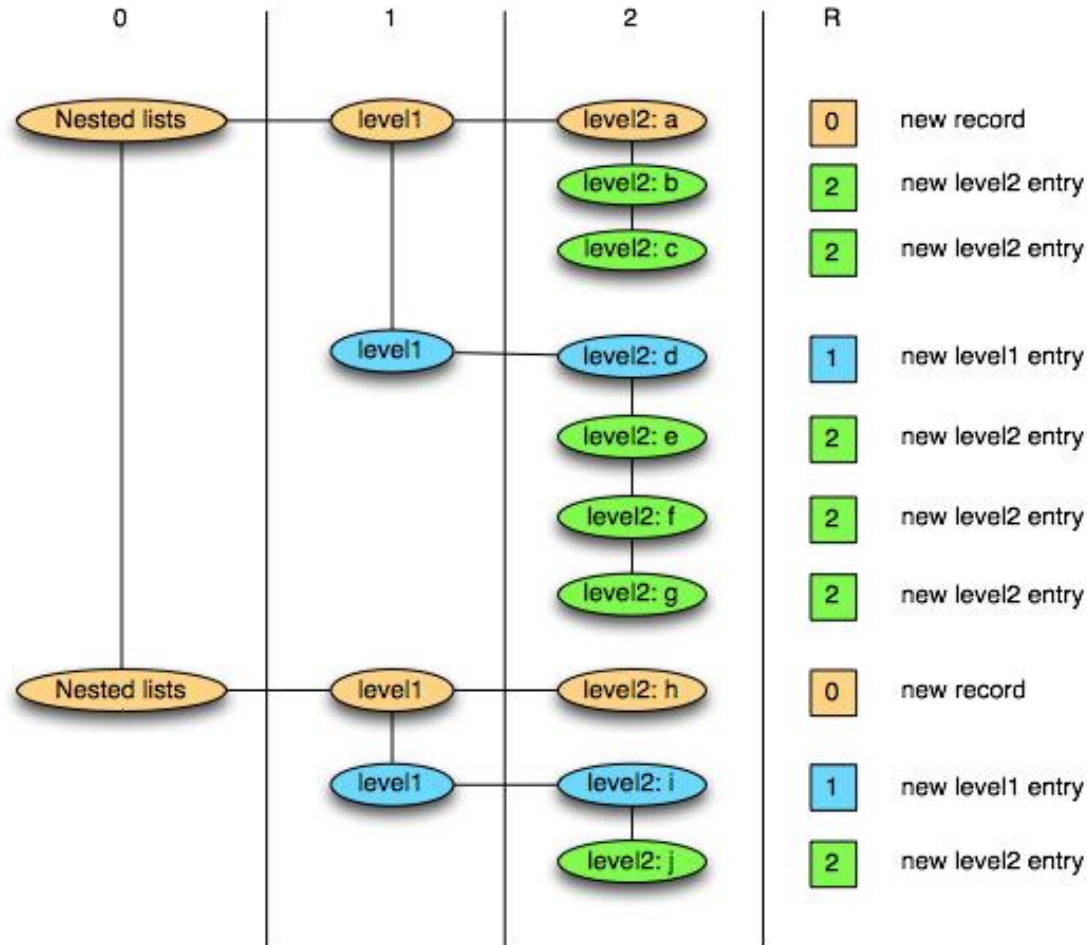 0 1 2 R
Nested lists level1 level2: a 0 new record
level2: b 2 new level2 entry
level2: c 2 new level2 entry
level1 level2: d 1 new level1 entry
level2: e 2 new level2 entry
level2: f 2 new level2 entry
level2: g 2 new level2 entry
Nested lists level1 level2: h 0 new record
level1 level2: i 1 new level1 entry
level2: j 2 new level2 entry